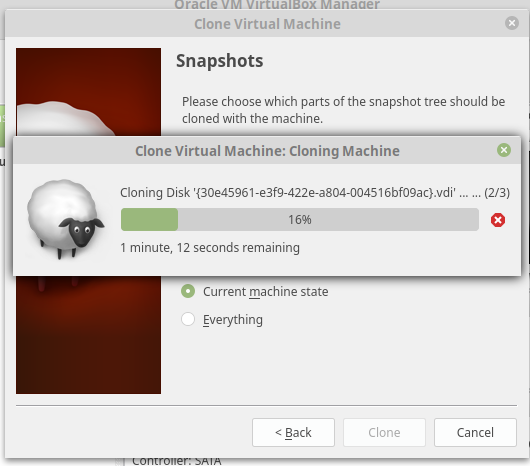 Oracle VM VirtualBox Manager
Clone Virtual Machine
Snapshots
Please choose which parts of the snapshot tree should be
cloned with the machine.
Clone Virtual Machine: Cloning Machine
Cloning Disk '{30e45961-e3f9-422e-a804-004516bf09ac}.vdi' ... ... (2/3)
16%
1 minute, 12 seconds remaining
Current machine state
Everything
< Back
Clone
Cancel
Controller: SATA